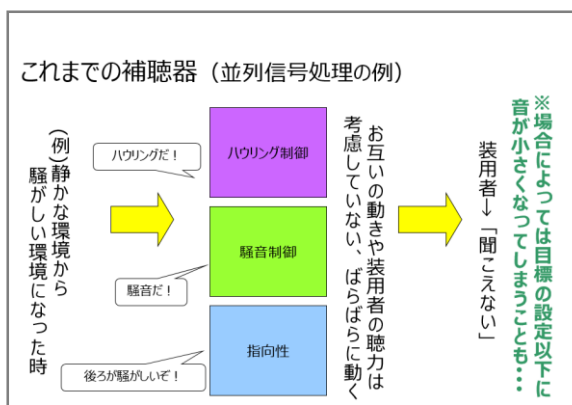 これまでの補聴器（並列信号処理の例）
(例)静かな環境から
騒がしい環境になった時
ハウリングだ！
ハウリング制御
騒音だ！
騒音制御
後ろが騒がしいぞ！
指向性
お互いの動きや装用者の聴力は
考慮していない、ばらばらに動く
装用者→「聞こえない」
※場合によっては目標の設定以下に
音が小さくなってしまうことも・・・